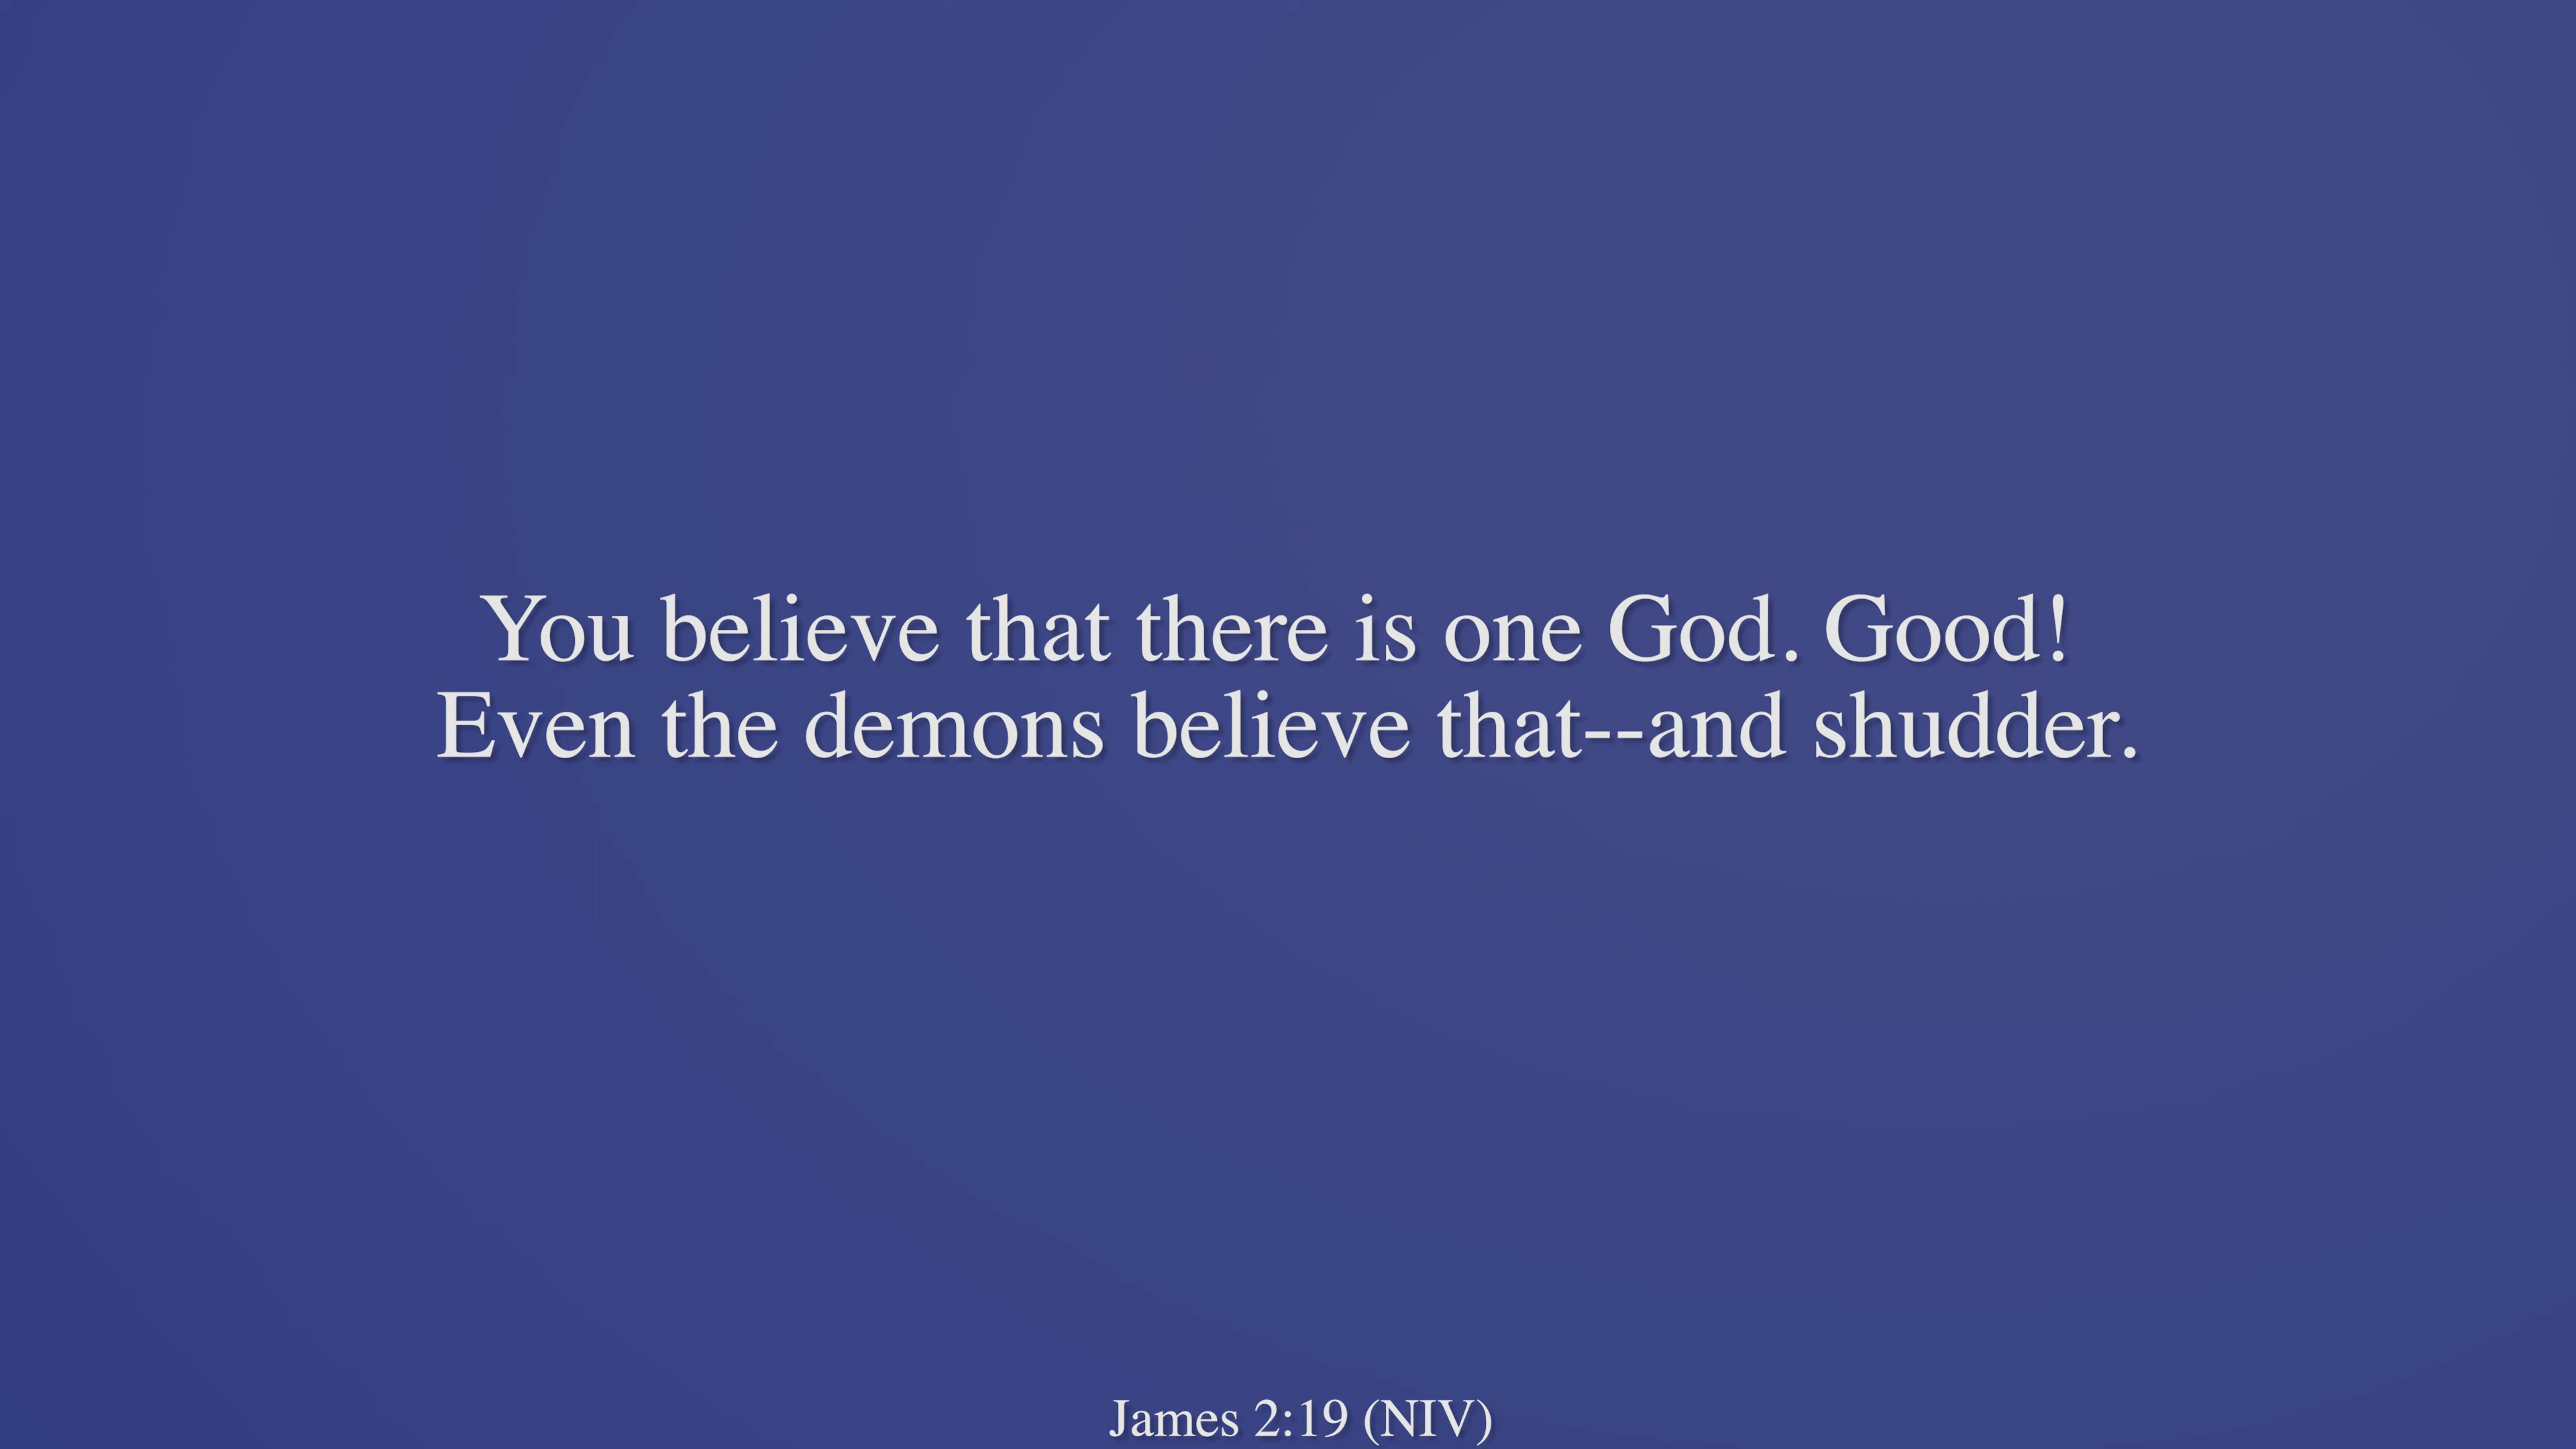 You believe that there is one God. Good!
Even the demons believe that--and shudder.
James 2:19 (NIV)